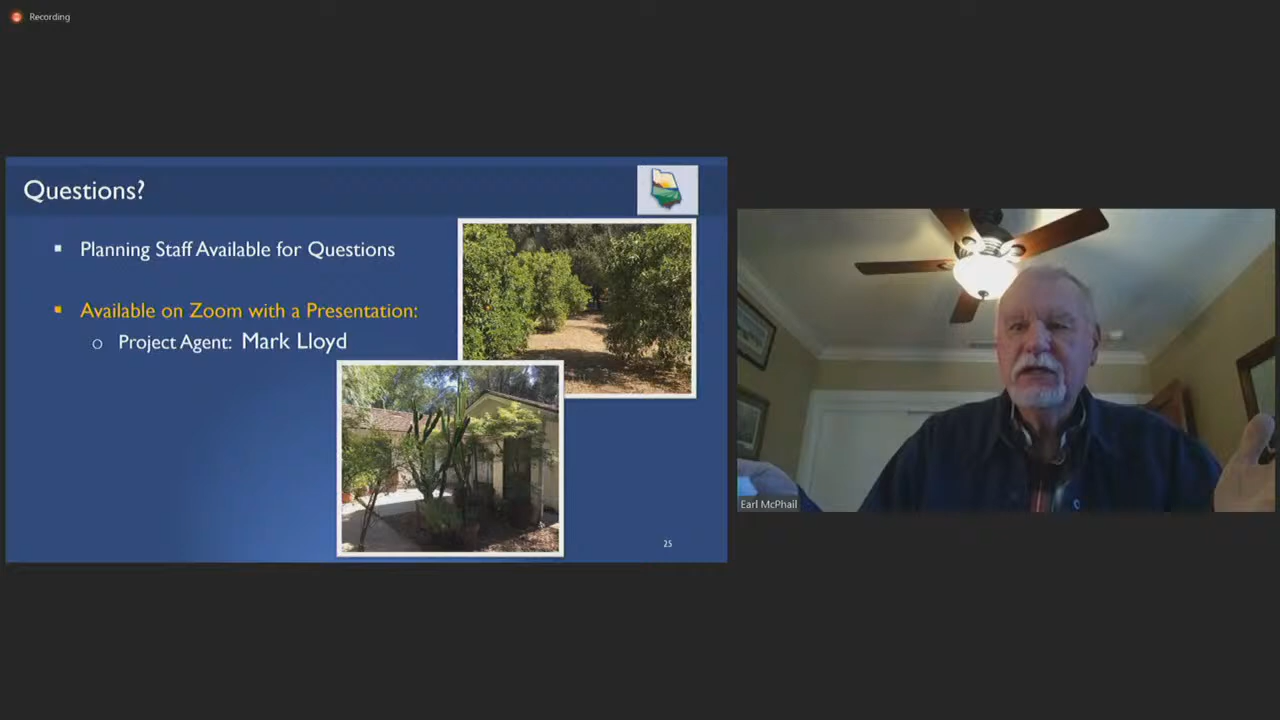 Recording
Questions?
Planning Staff Available for Questions
Available on Zoom with a Presentation:
Project Agent: Mark Lloyd
25
Earl McPhail